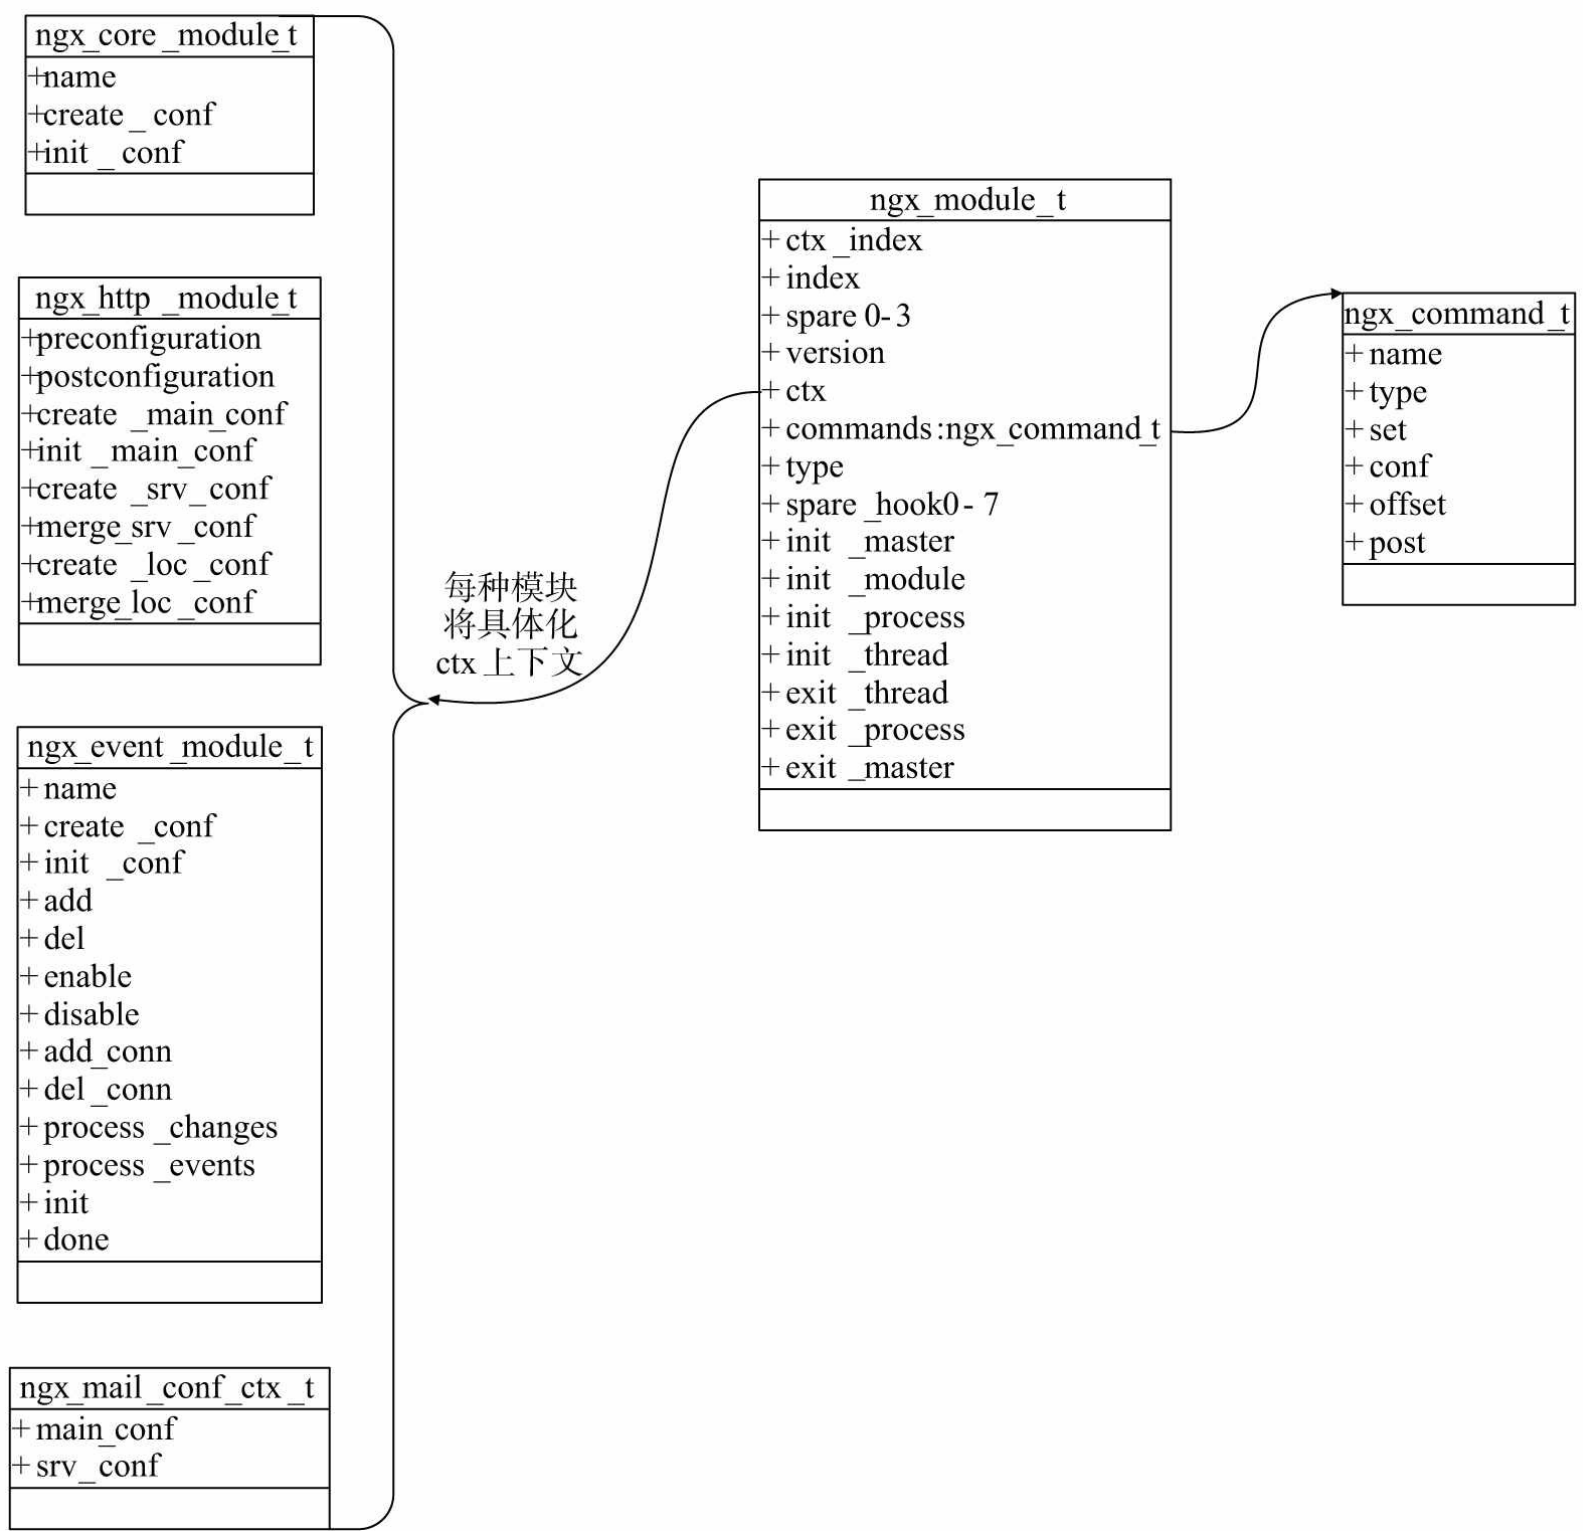 ngx_core_module_t
+name
+create_conf
+init_conf
ngx_http_module_t
+preconfiguration
+postconfiguration
+create_main_conf
+init_main_conf
+create_srv_conf
+merge_srv_conf
+create_loc_conf
+merge_loc_conf
ngx_event_module_t
+name
+create_conf
+init_conf
+add
+del
+enable
+disable
+add_conn
+del_conn
+process_changes
+process_events
+init
+done
ngx_mail_conf_ctx_t
+main_conf
+srv_conf
每种模块
将具体化
ctx上下文
ngx_module_t
+ctx_index
+index
+spare0-3
+version
+ctx
+commands:ngx_command_t
+type
+spare_hook0-7
+init_master
+init_module
+init_process
+init_thread
+exit_thread
+exit_process
+exit_master
ngx_command_t
+name
+type
+set
+conf
+offset
+post